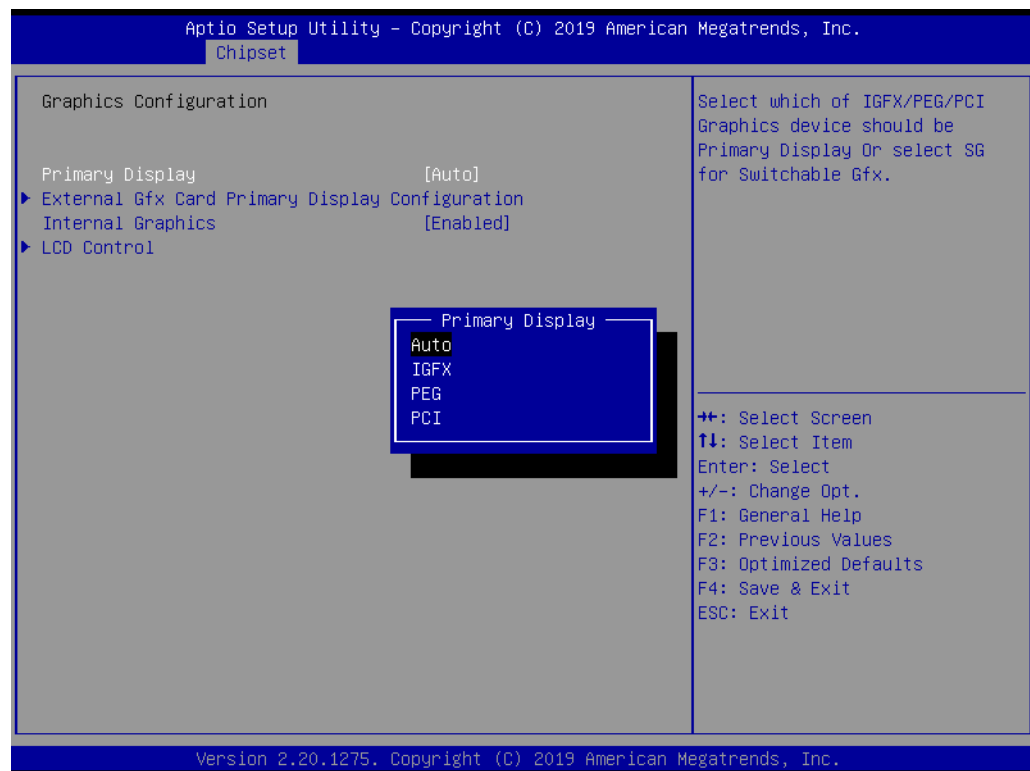 Aptio Setup Utility – Copyright (C) 2019 American Megatrends, Inc.
Chipset
Graphics Configuration
Primary Display [Auto]
External Gfx Card Primary Display Configuration
Internal Graphics [Enabled]
LCD Control
Primary Display
Auto
IGFX
PEG
PCI
Select which of IGFX/PEG/PCI
Graphics device should be
Primary Display Or select SG
for Switchable Gfx.
→←: Select Screen
↑↓: Select Item
Enter: Select
+/-: Change Opt.
F1: General Help
F2: Previous Values
F3: Optimized Defaults
F4: Save & Exit
ESC: Exit
Version 2.20.1275. Copyright (C) 2019 American Megatrends, Inc.